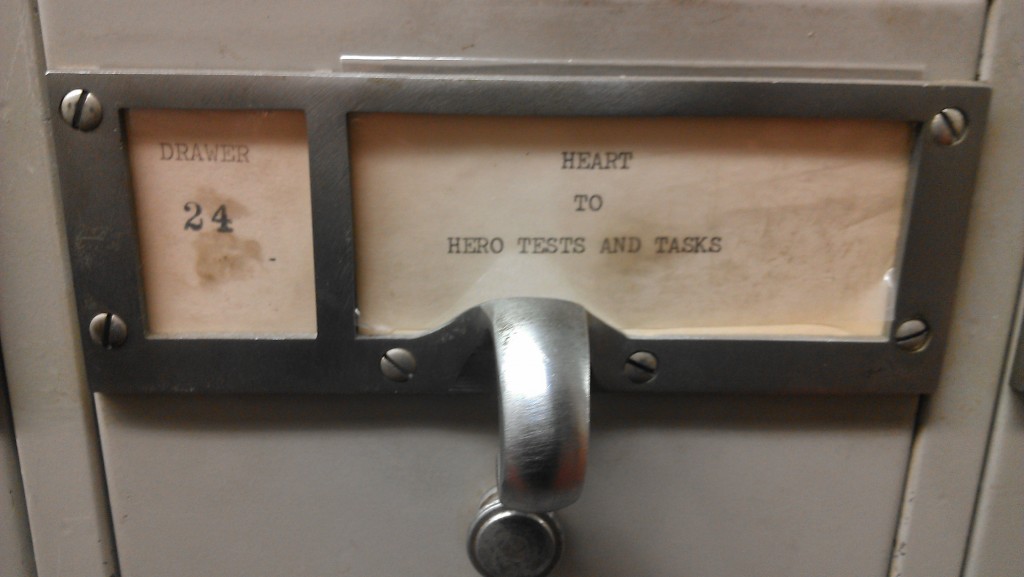 DRAWER
24
HEART
TO
HERO TESTS AND TASKS